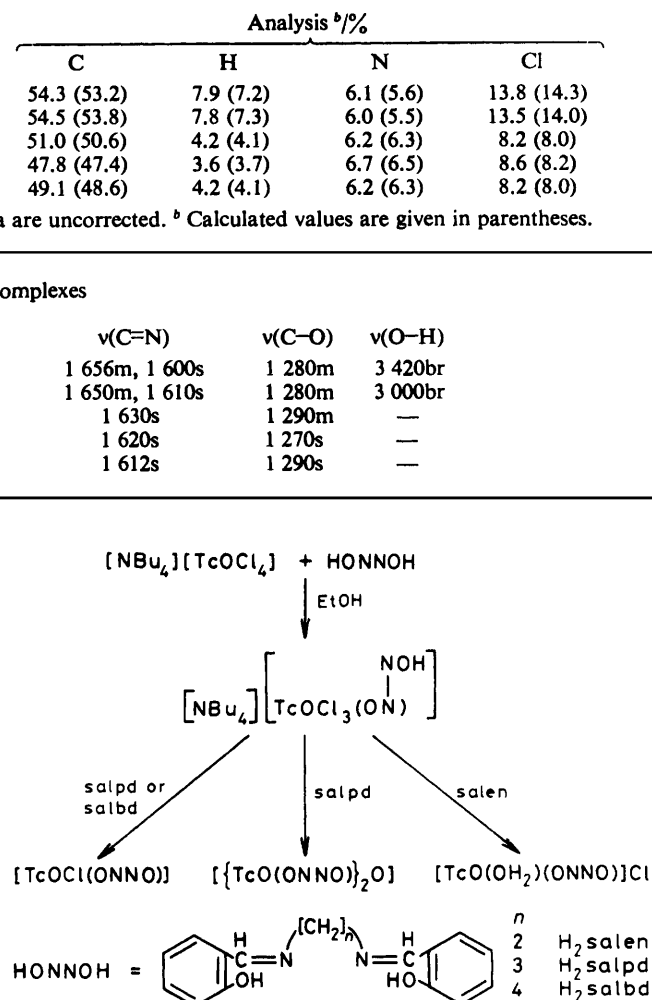 Analysis ᵇ/%
C H N Cl
54.3 (53.2) 7.9 (7.2) 6.1 (5.6) 13.8 (14.3)
54.5 (53.8) 7.8 (7.3) 6.0 (5.5) 13.5 (14.0)
51.0 (50.6) 4.2 (4.1) 6.2 (6.3) 8.2 (8.0)
47.8 (47.4) 3.6 (3.7) 6.7 (6.5) 8.6 (8.2)
49.1 (48.6) 4.2 (4.1) 6.2 (6.3) 8.2 (8.0)
a are uncorrected. ᵇ Calculated values are given in parentheses.
omplexes
ν(C=N) ν(C–O) ν(O–H)
1 656m, 1 600s 1 280m 3 420br
1 650m, 1 610s 1 280m 3 000br
1 630s 1 290m —
1 620s 1 270s —
1 612s 1 290s —
[NBu₄][TcOCl₄] + HONNOH
EtOH
NOH
[NBu₄][TcOCl₃(ON)]
salpd or
salbd
salpd
salen
[TcOCl(ONNO)] [{TcO(ONNO)}₂O] [TcO(OH₂)(ONNO)]Cl
HONNOH =
H
C=N
OH
[CH₂]ₙ
H
N=C
HO
n
2 H₂salen
3 H₂salpd
4 H₂salbd